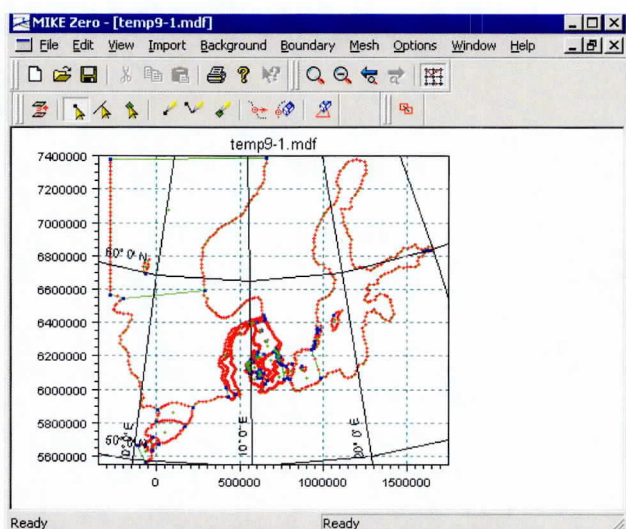 MIKE Zero - [temp9-1.mdf]
File Edit View Import Background Boundary Mesh Options Window Help
temp9-1.mdf
7400000
7200000
7000000
6800000
6600000
6400000
6200000
6000000
5800000
5600000
60° 0' N
50° 0' N
0° 0' E
10° 0' E
20° 0' E
0 500000 1000000 1500000
Ready Ready